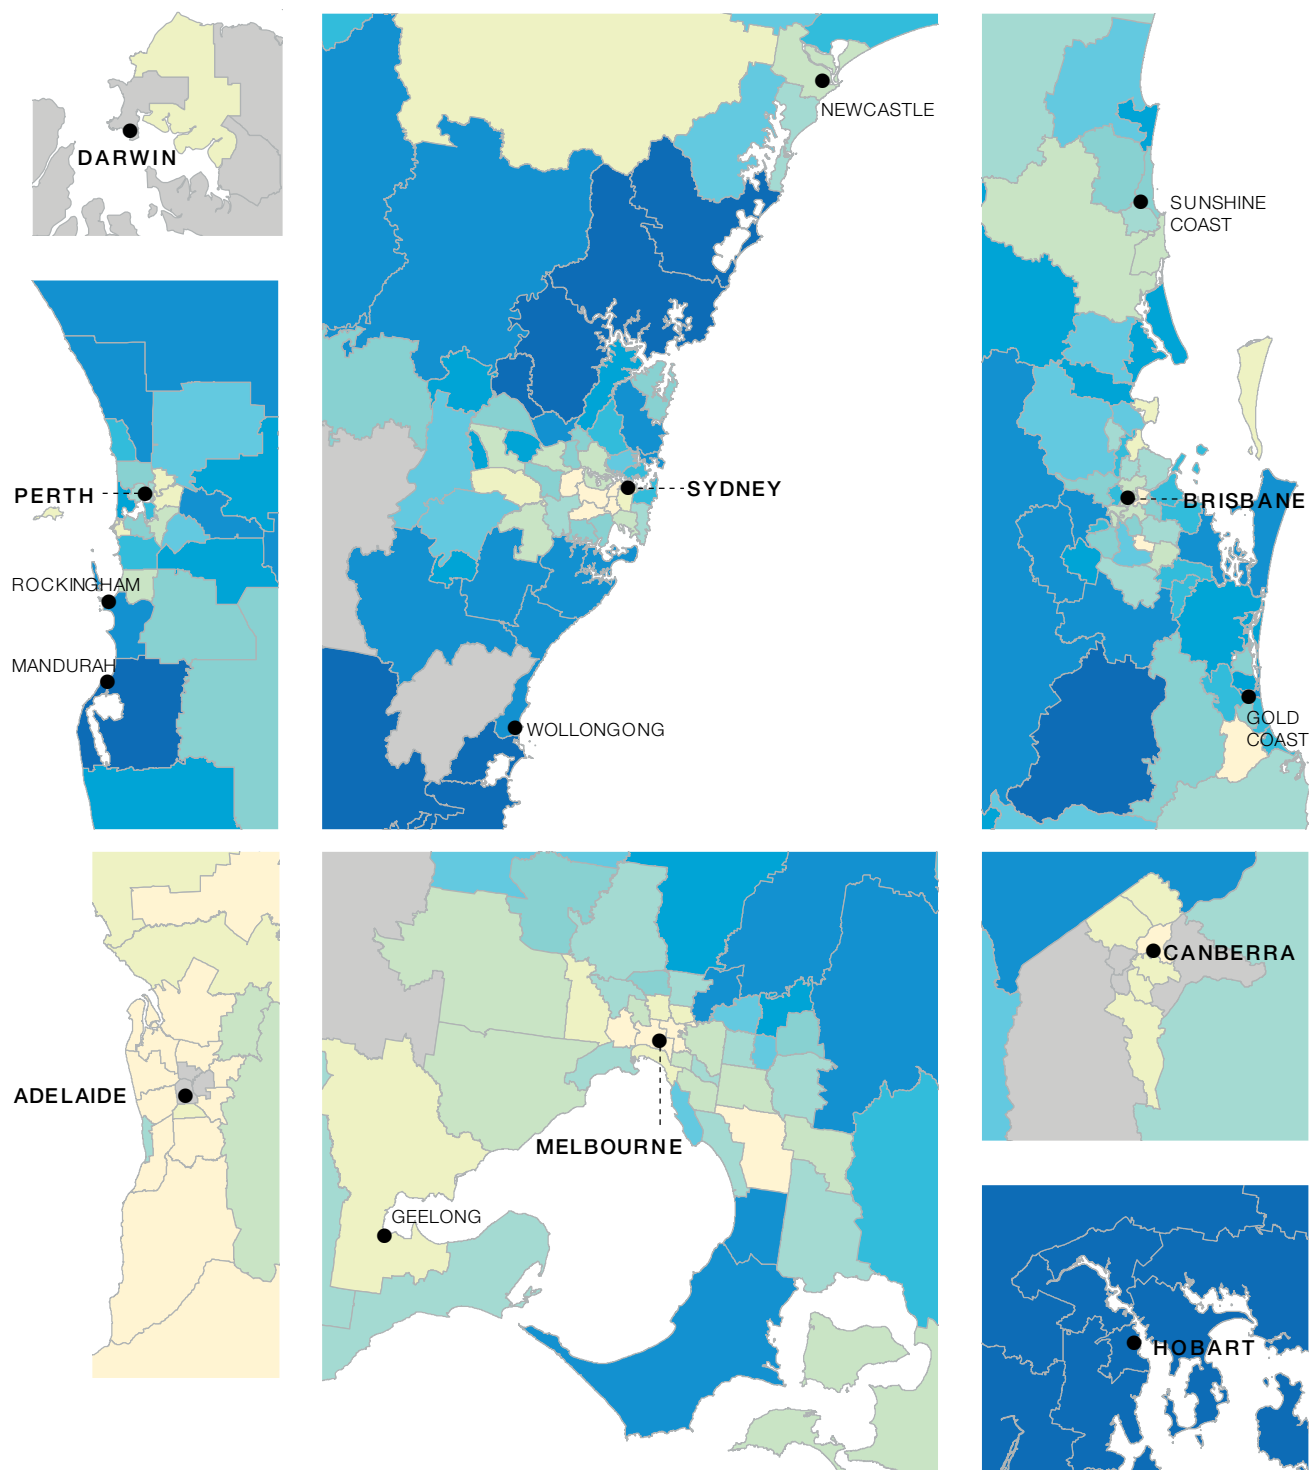 DARWIN
NEWCASTLE
SUNSHINE
COAST
PERTH
SYDNEY
BRISBANE
ROCKINGHAM
MANDURAH
WOLLONGONG
GOLD
COAST
CANBERRA
ADELAIDE
MELBOURNE
GEELONG
HOBART